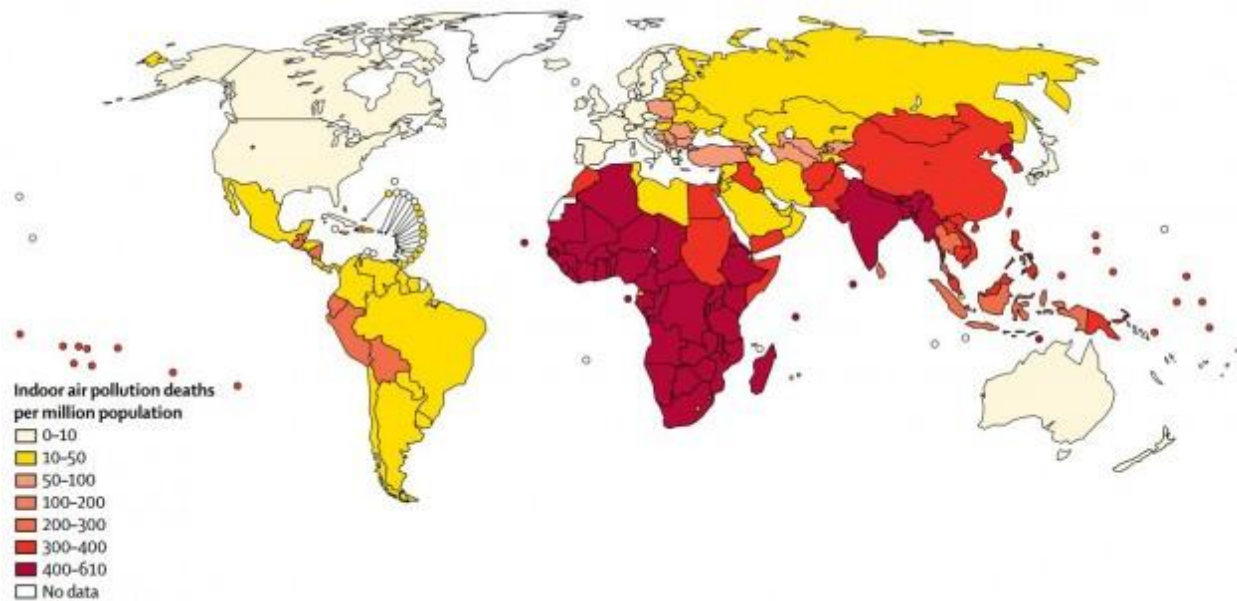 Indoor air pollution deaths
per million population
0–10
10–50
50–100
100–200
200–300
300–400
400–610
No data